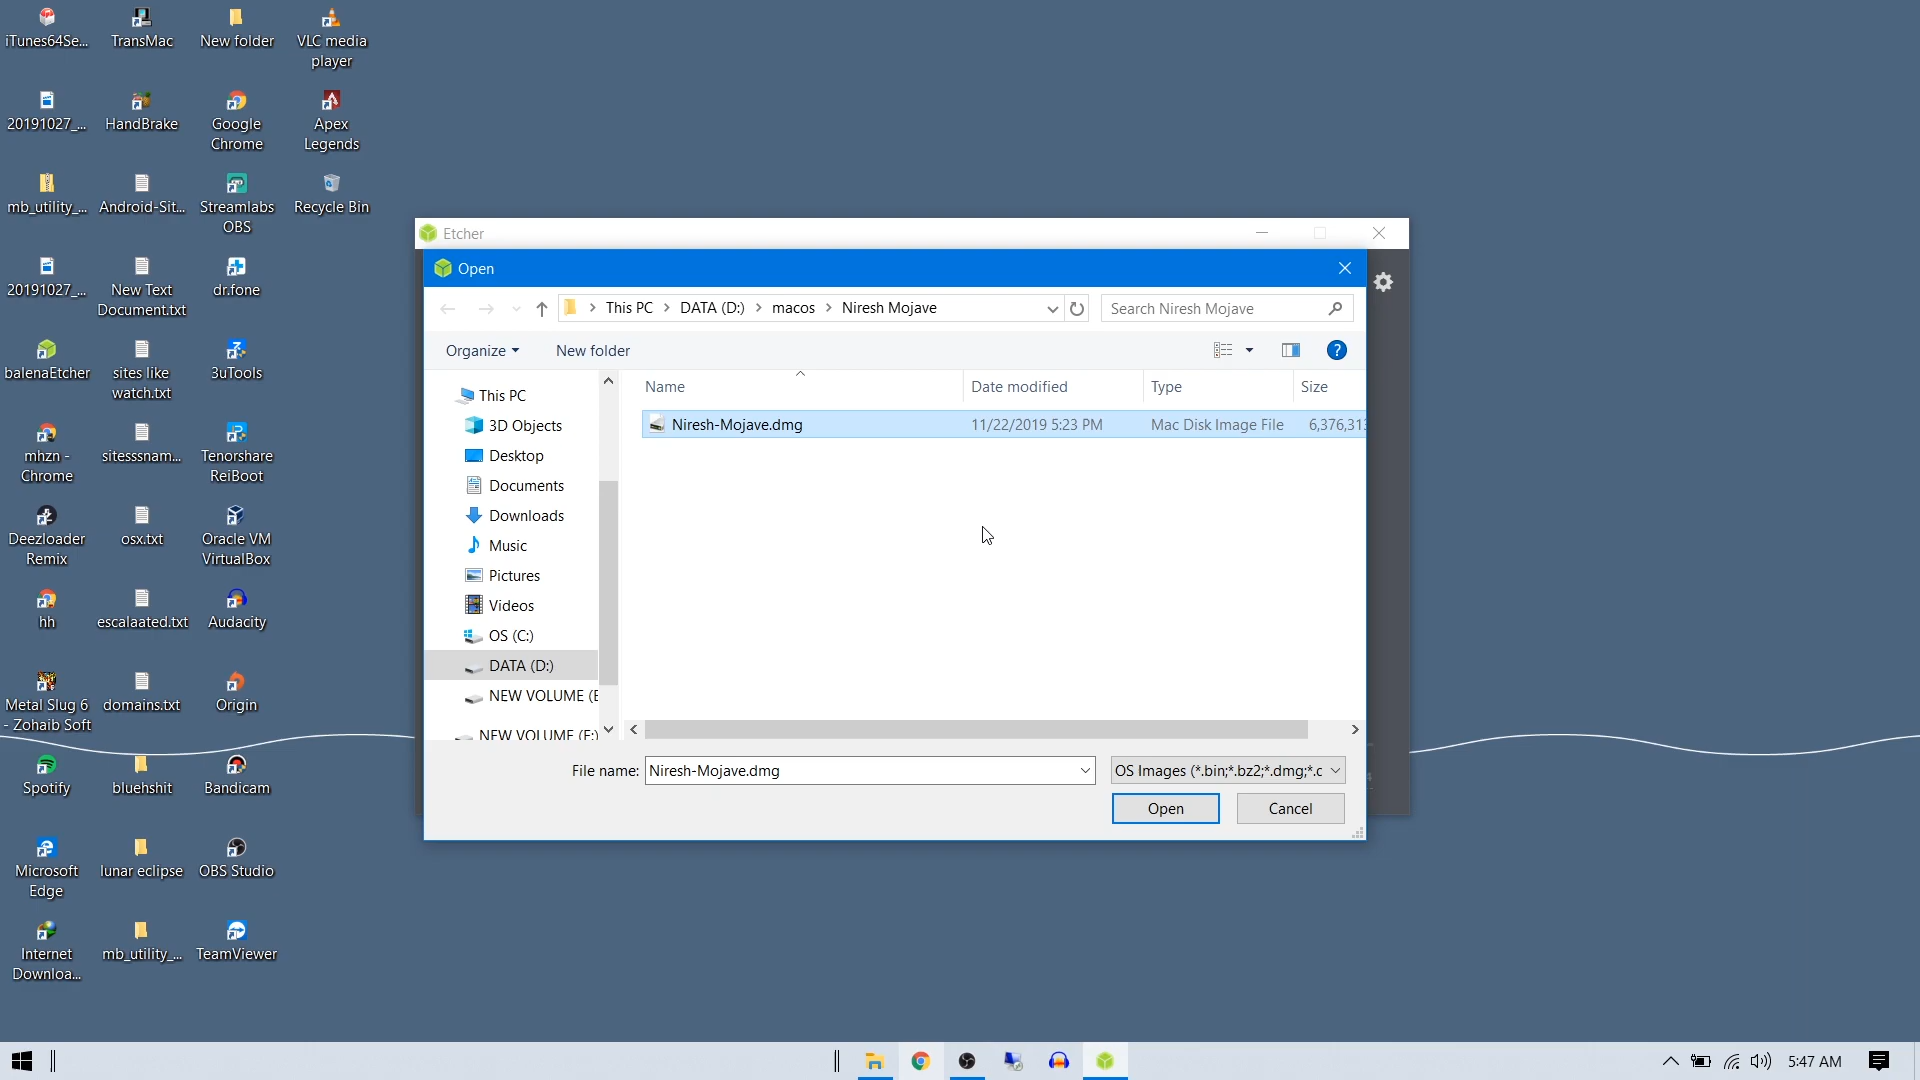 iTunes64Se...
TransMac
New folder
VLC media
player
20191027_...
HandBrake
Google
Chrome
Apex
Legends
mb_utility_...
Android-Sit...
Streamlabs
OBS
Recycle Bin
20191027_...
New Text
Document.txt
dr.fone
balenaEtcher
sites like
watch.txt
3uTools
mhzn -
Chrome
sitesssnam...
Tenorshare
ReiBoot
Deezloader
Remix
osx.txt
Oracle VM
VirtualBox
hh
escalaated.txt
Audacity
Metal Slug 6
- Zohaib Soft
domains.txt
Origin
Spotify
bluehshit
Bandicam
Microsoft
Edge
lunar eclipse
OBS Studio
Internet
Downloa...
mb_utility_...
TeamViewer
Etcher
Open
This PC > DATA (D:) > macos > Niresh Mojave
Search Niresh Mojave
Organize
New folder
This PC
3D Objects
Desktop
Documents
Downloads
Music
Pictures
Videos
OS (C:)
DATA (D:)
NEW VOLUME (E
NEW VOLUME (F:)
Name Date modified Type Size
Niresh-Mojave.dmg 11/22/2019 5:23 PM Mac Disk Image File 6,376,313
File name: Niresh-Mojave.dmg
OS Images (*.bin;*.bz2;*.dmg;*.c
Open
Cancel
5:47 AM